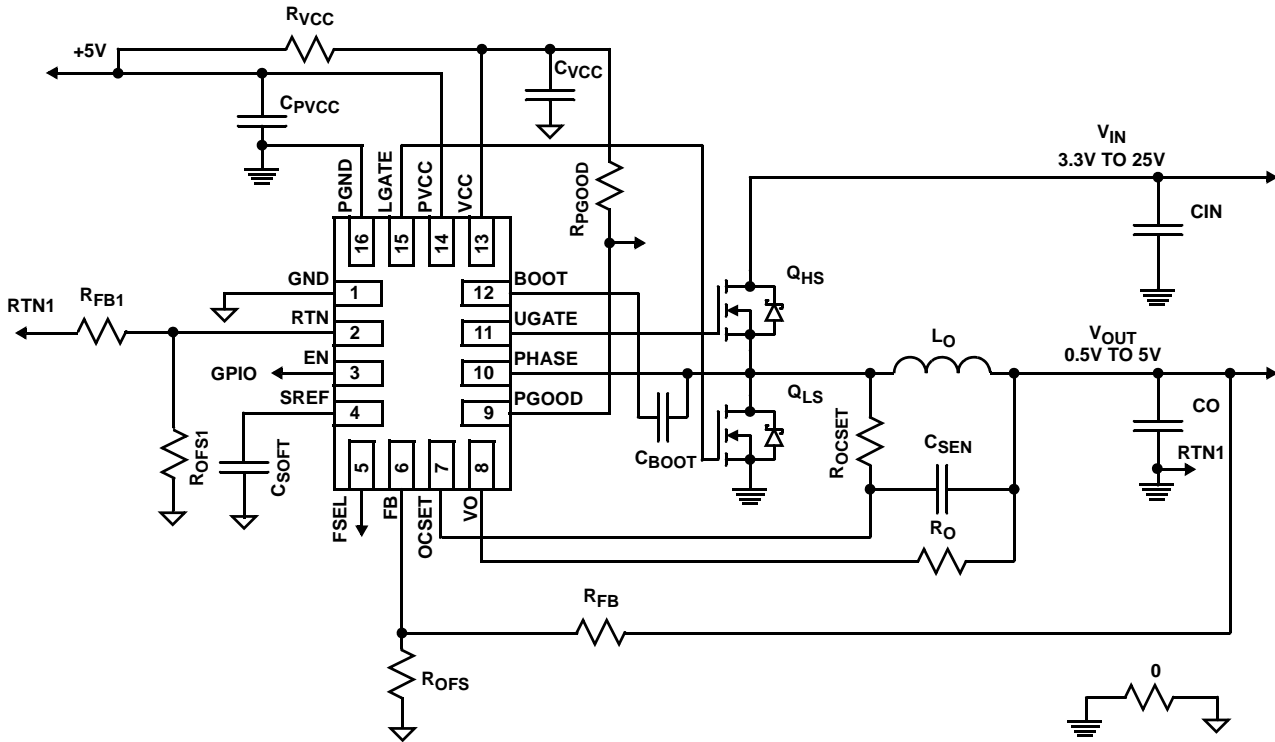 RVCC
+5V
CVCC
CPVCC
VIN
3.3V TO 25V
PGND
LGATE
PVCC
VCC
RPGOOD
CIN
16
15
14
13
QHS
GND
1
12
BOOT
RTN1
RFB1
RTN
2
11
UGATE
LO
VOUT
0.5V TO 5V
EN
GPIO
3
10
PHASE
QLS
SREF
4
9
PGOOD
CO
ROFS1
CSOFT
5
6
7
8
CBOOT
ROCSET
CSEN
RTN1
FSEL
FB
OCSET
VO
RO
RFB
ROFS
0